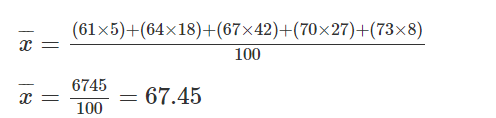 x̄ = (61×5)+(64×18)+(67×42)+(70×27)+(73×8) / 100
x̄ = 6745 / 100 = 67.45